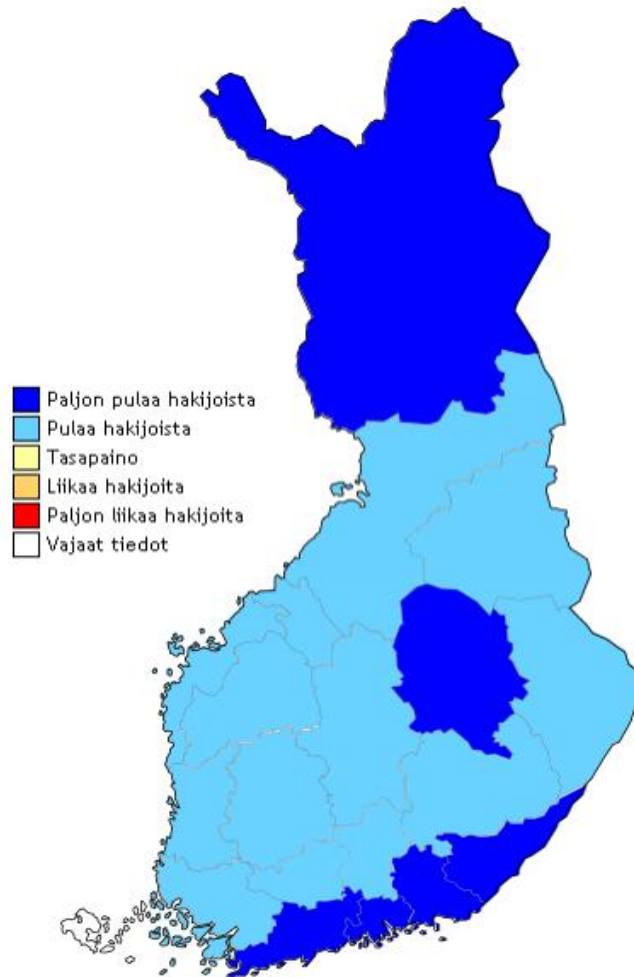 Paljon pulaa hakijoista
Pulaa hakijoista
Tasapaino
Liikaa hakijoita
Paljon liikaa hakijoita
Vajaat tiedot